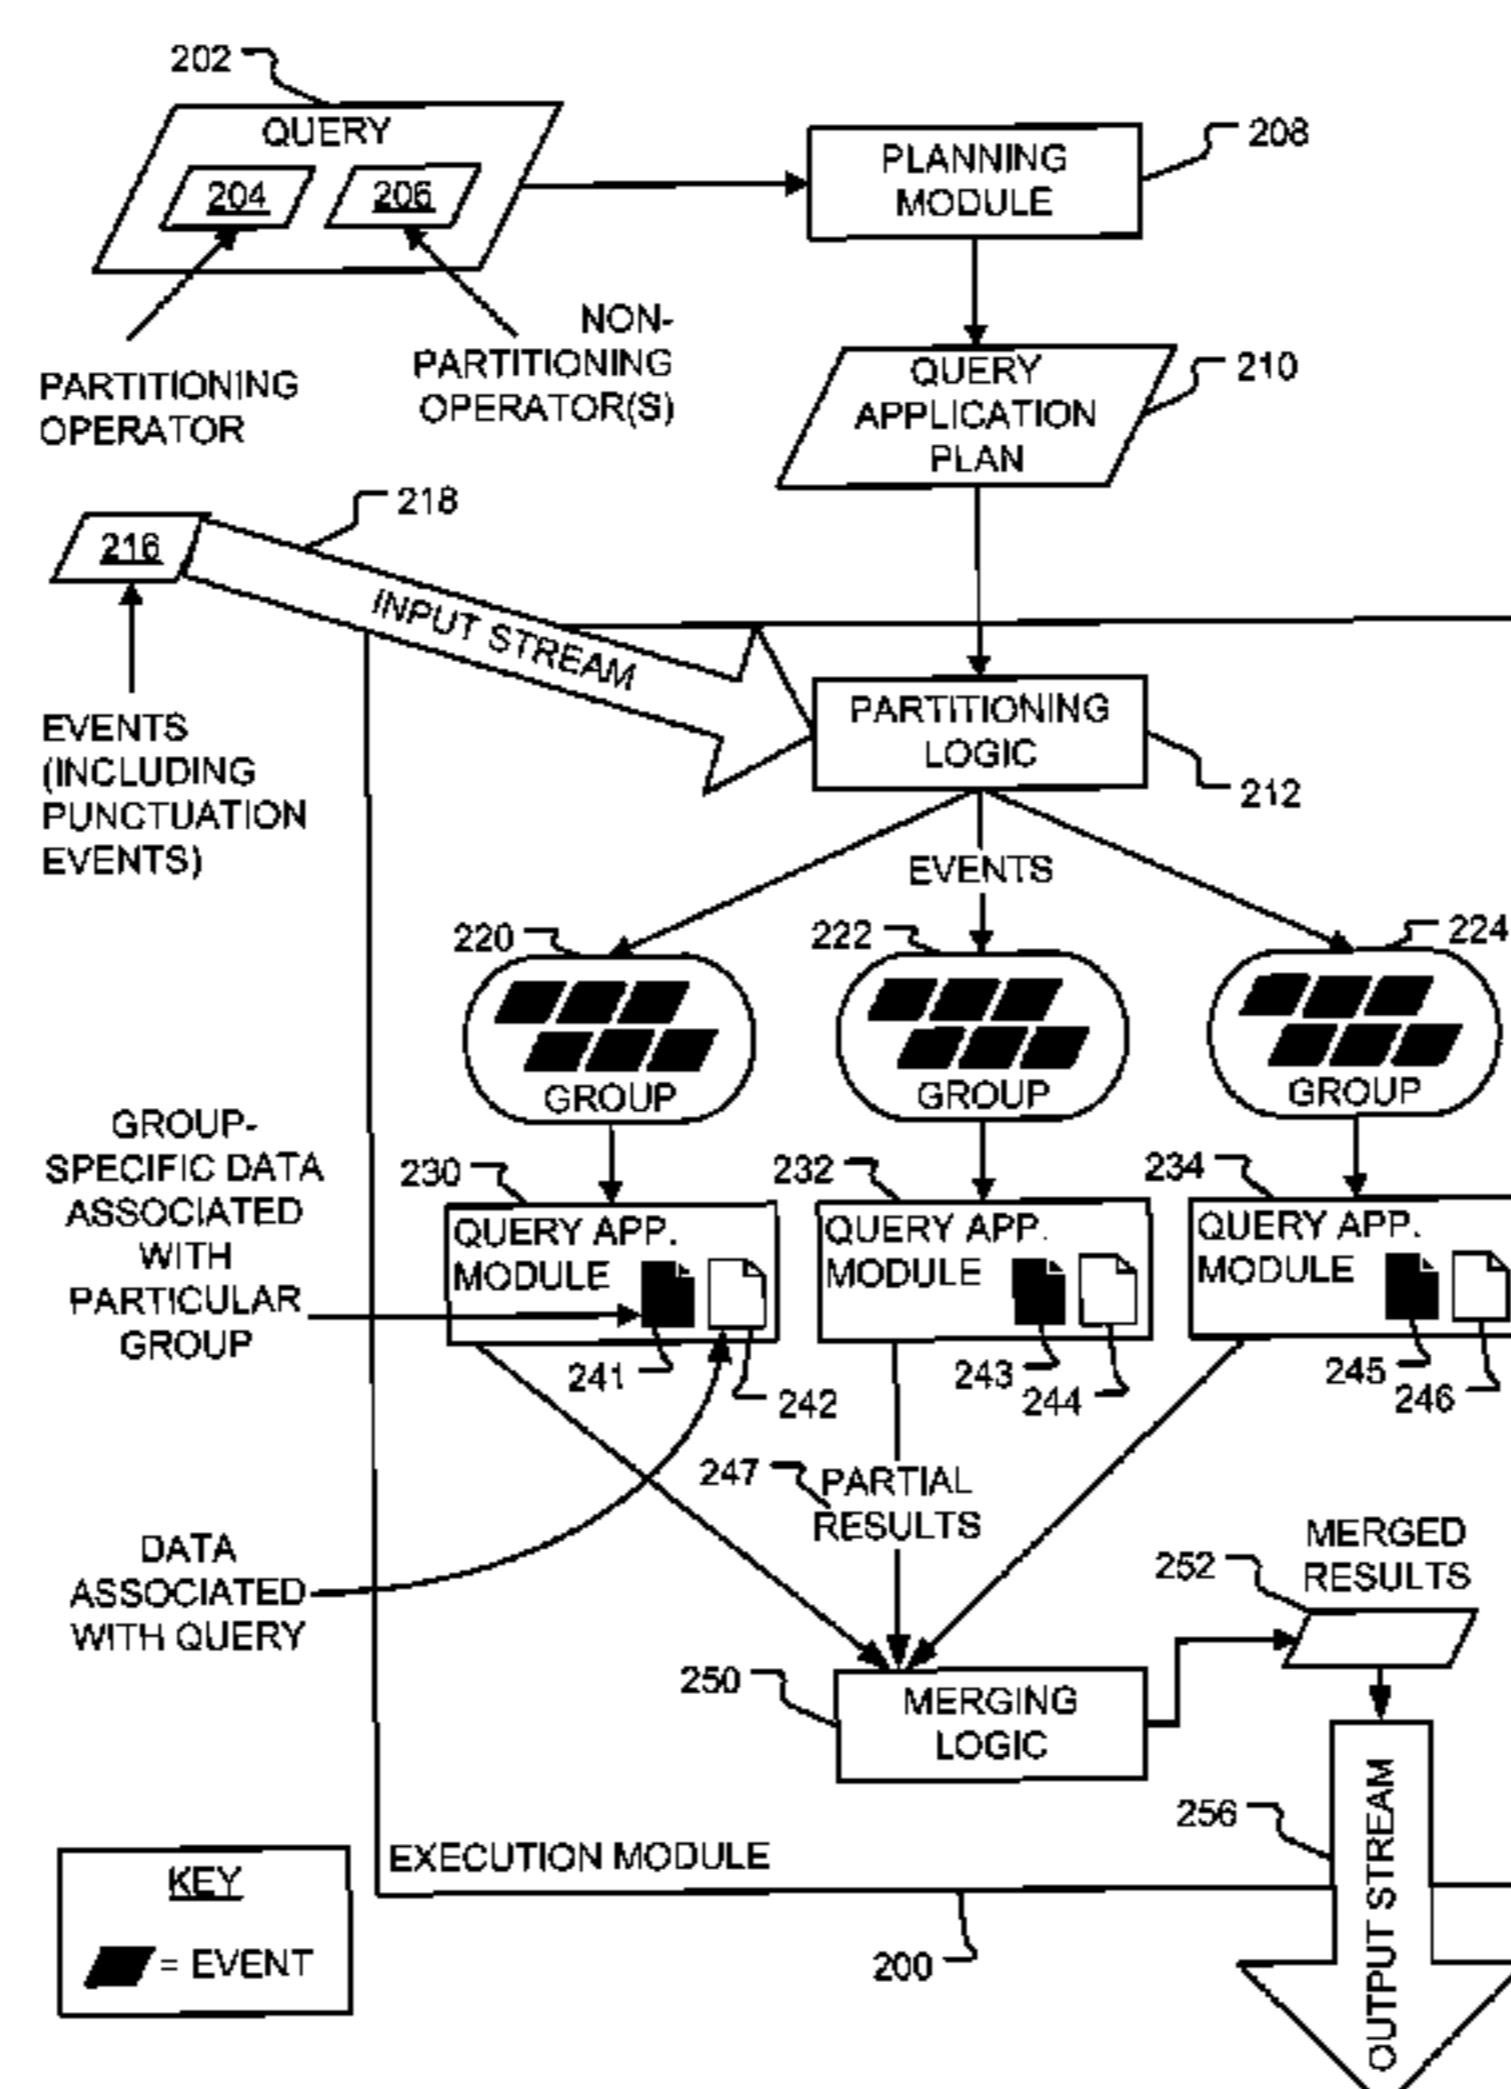 202
QUERY
204
206
PLANNING
MODULE
208
NON-
PARTITIONING
OPERATOR(S)
PARTITIONING
OPERATOR
QUERY
APPLICATION
PLAN
210
218
216
INPUT STREAM
EVENTS
(INCLUDING
PUNCTUATION
EVENTS)
PARTITIONING
LOGIC
212
EVENTS
220
222
224
GROUP
GROUP
GROUP
GROUP-
SPECIFIC DATA
ASSOCIATED
WITH
PARTICULAR
GROUP
230
232
234
QUERY APP.
MODULE
QUERY APP.
MODULE
QUERY APP.
MODULE
241
242
243
244
245
246
247
PARTIAL
RESULTS
DATA
ASSOCIATED
WITH QUERY
MERGED
RESULTS
252
250
MERGING
LOGIC
256
OUTPUT STREAM
EXECUTION MODULE
200
KEY
= EVENT